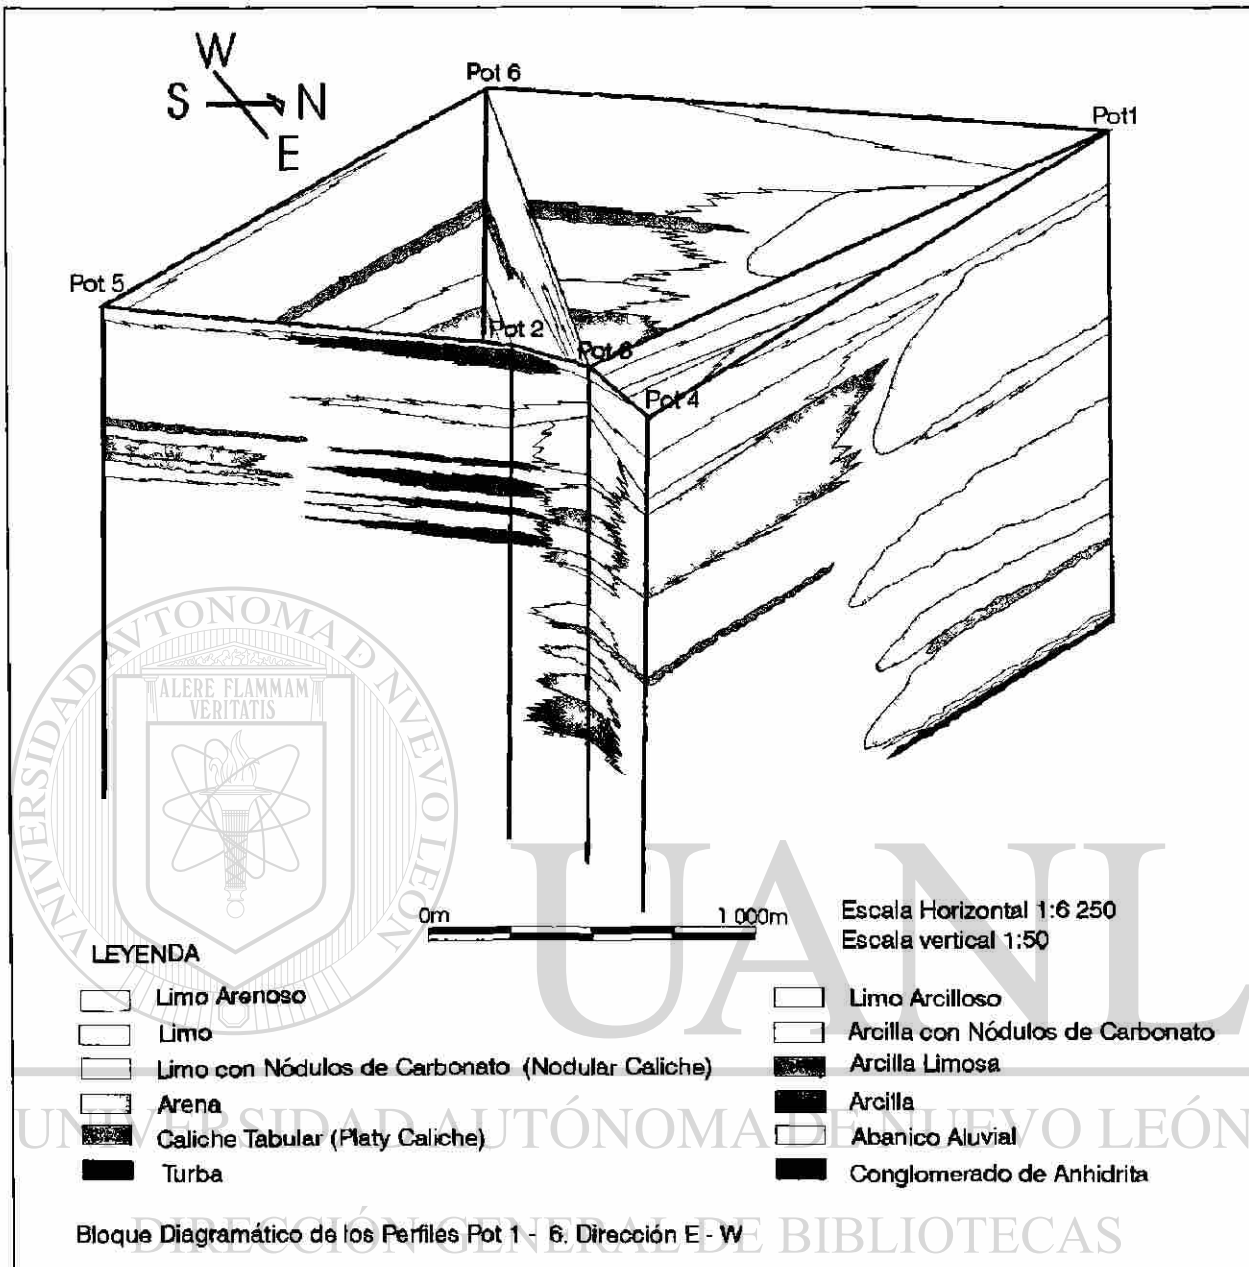 W
S N
E
Pot 6
Pot1
Pot 5
Pot 2
Pot 3
Pot 4
UNIVERSIDAD AVTONOMA DE NVEVO LEÓN
ALERE FLAMMAM
VERITATIS
UANL
0m 1 000m
Escala Horizontal 1:6 250
Escala vertical 1:50
LEYENDA
Limo Arenoso
Limo
Limo con Nódulos de Carbonato (Nodular Caliche)
Arena
Caliche Tabular (Platy Caliche)
Turba
Limo Arcilloso
Arcilla con Nódulos de Carbonato
Arcilla Limosa
Arcilla
Abanico Aluvial
Conglomerado de Anhidrita
UNIVERSIDAD AUTÓNOMA DE NUEVO LEÓN
Bloque Diagramático de los Perfiles Pot 1 - 6. Dirección E - W
DIRECCIÓN GENERAL DE BIBLIOTECAS